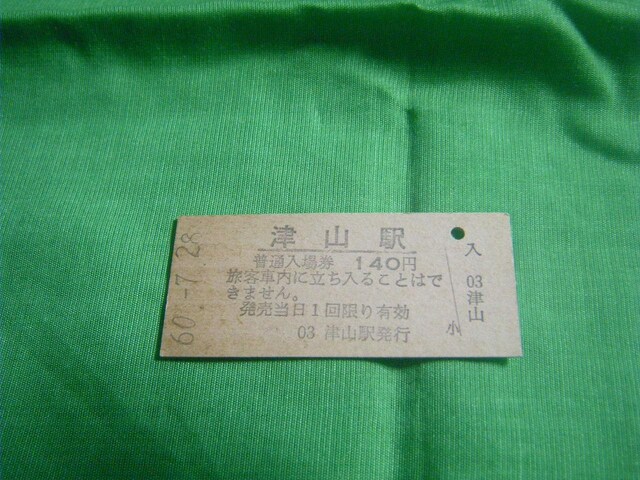 津山駅
普通入場券 140円
旅客車内に立ち入ることはで
きません。
発売当日1回限り有効
03 津山駅発行
60.-7.28
入
03
津山
小